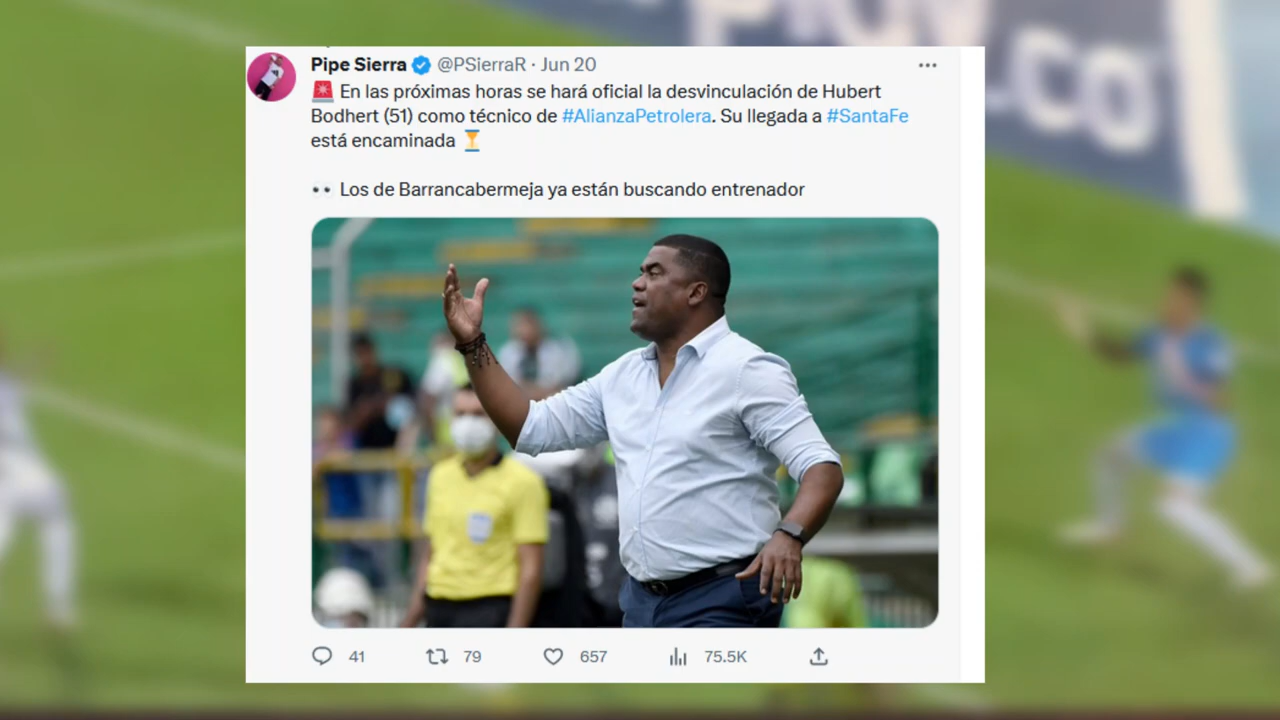 Pipe Sierra @PSierraR · Jun 20
🚨 En las próximas horas se hará oficial la desvinculación de Hubert
Bodhert (51) como técnico de #AlianzaPetrolera. Su llegada a #SantaFe
está encaminada ⏳
👀 Los de Barrancabermeja ya están buscando entrenador
41 79 657 75.5K
.co